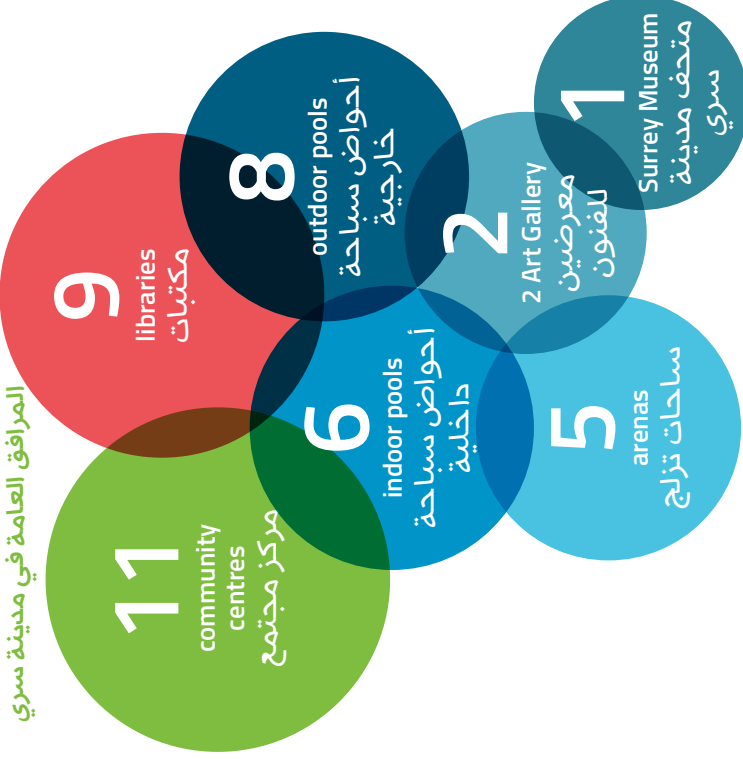 المرافق العامة في مدينة سري
11
community
centres
مركز مجتمع
9
libraries
مكتبات
8
outdoor pools
أحواض سباحة
خارجية
6
indoor pools
أحواض سباحة
داخلية
2
2 Art Gallery
معرضين
للفنون
5
arenas
ساحات تزلج
1
Surrey Museum
متحف مدينة
سري